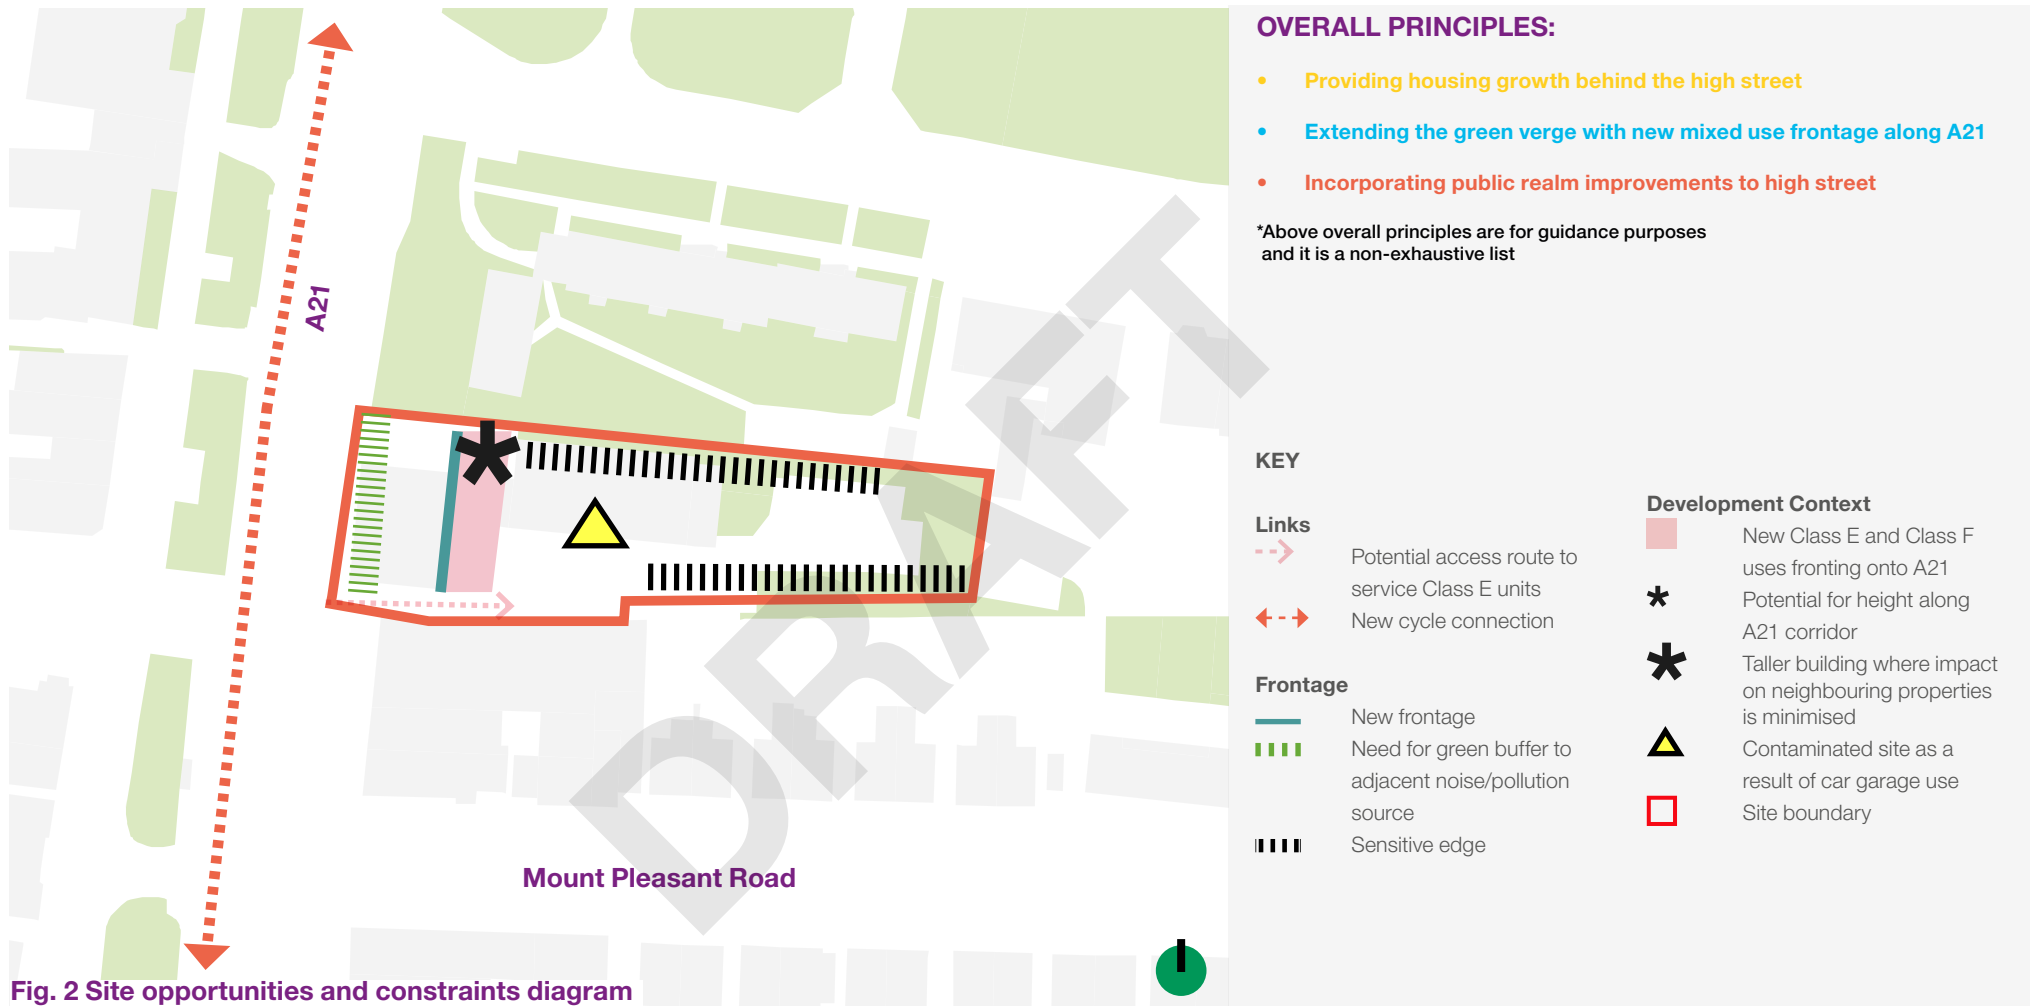 OVERALL PRINCIPLES:
• Providing housing growth behind the high street
• Extending the green verge with new mixed use frontage along A21
• Incorporating public realm improvements to high street
*Above overall principles are for guidance purposes
and it is a non-exhaustive list
A21
DRAFT
Mount Pleasant Road
Fig. 2 Site opportunities and constraints diagram
KEY
Links
Potential access route to
service Class E units
New cycle connection
Frontage
New frontage
Need for green buffer to
adjacent noise/pollution
source
Sensitive edge
Development Context
New Class E and Class F
uses fronting onto A21
Potential for height along
A21 corridor
Taller building where impact
on neighbouring properties
is minimised
Contaminated site as a
result of car garage use
Site boundary